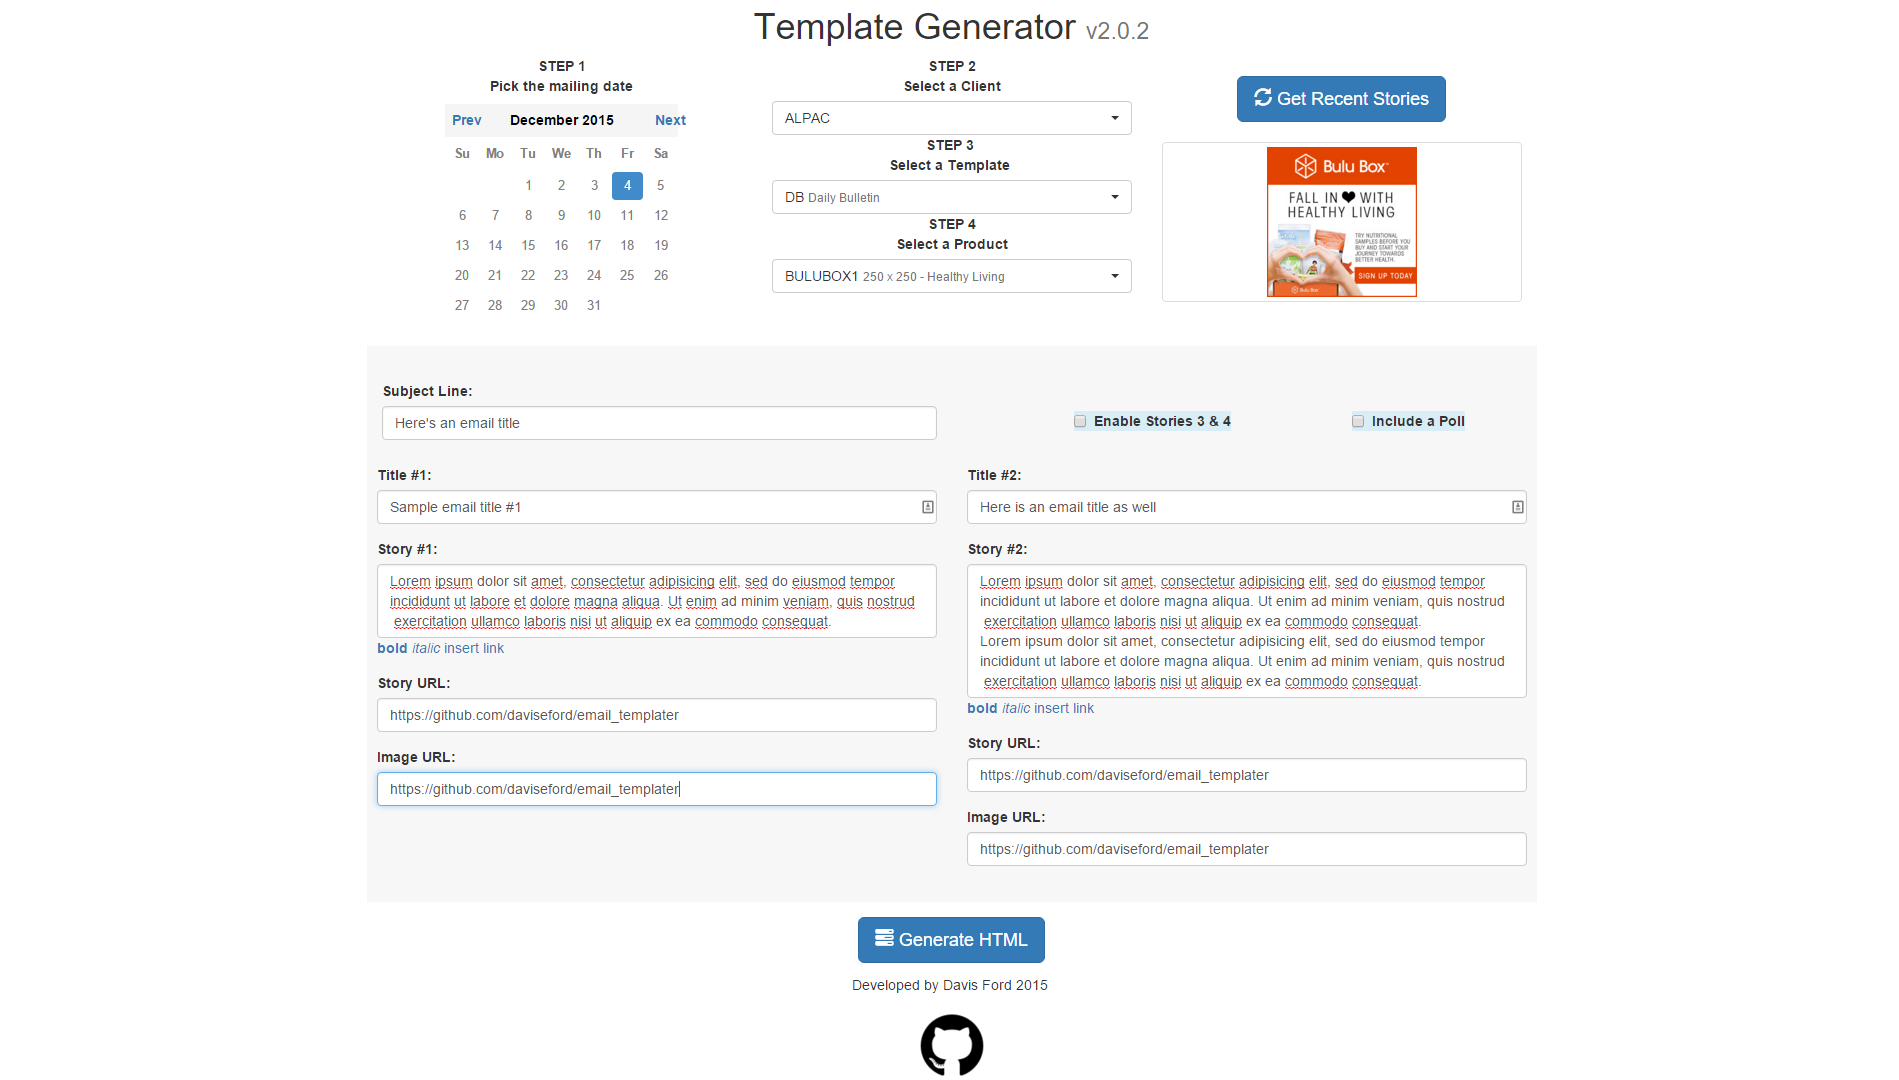 Template Generator v2.0.2
STEP 1
Pick the mailing date
Prev December 2015 Next
Su Mo Tu We Th Fr Sa
1 2 3 4 5
6 7 8 9 10 11 12
13 14 15 16 17 18 19
20 21 22 23 24 25 26
27 28 29 30 31
STEP 2
Select a Client
ALPAC
STEP 3
Select a Template
DB Daily Bulletin
STEP 4
Select a Product
BULUBOX1 250 x 250 - Healthy Living
Get Recent Stories
Bulu Box
FALL IN WITH
HEALTHY LIVING
TRY NUTRITIONAL
SAMPLES BEFORE YOU
BUY AND START YOUR
JOURNEY TOWARDS
BETTER HEALTH.
SIGN UP TODAY
Bulu Box
Subject Line:
Here's an email title
Enable Stories 3 & 4
Include a Poll
Title #1:
Sample email title #1
Story #1:
Lorem ipsum dolor sit amet, consectetur adipisicing elit, sed do eiusmod tempor
incididunt ut labore et dolore magna aliqua. Ut enim ad minim veniam, quis nostrud
exercitation ullamco laboris nisi ut aliquip ex ea commodo consequat.
bold italic insert link
Story URL:
https://github.com/daviseford/email_templater
Image URL:
https://github.com/daviseford/email_templater
Title #2:
Here is an email title as well
Story #2:
Lorem ipsum dolor sit amet, consectetur adipisicing elit, sed do eiusmod tempor
incididunt ut labore et dolore magna aliqua. Ut enim ad minim veniam, quis nostrud
exercitation ullamco laboris nisi ut aliquip ex ea commodo consequat.
Lorem ipsum dolor sit amet, consectetur adipisicing elit, sed do eiusmod tempor
incididunt ut labore et dolore magna aliqua. Ut enim ad minim veniam, quis nostrud
exercitation ullamco laboris nisi ut aliquip ex ea commodo consequat.
bold italic insert link
Story URL:
https://github.com/daviseford/email_templater
Image URL:
https://github.com/daviseford/email_templater
Generate HTML
Developed by Davis Ford 2015